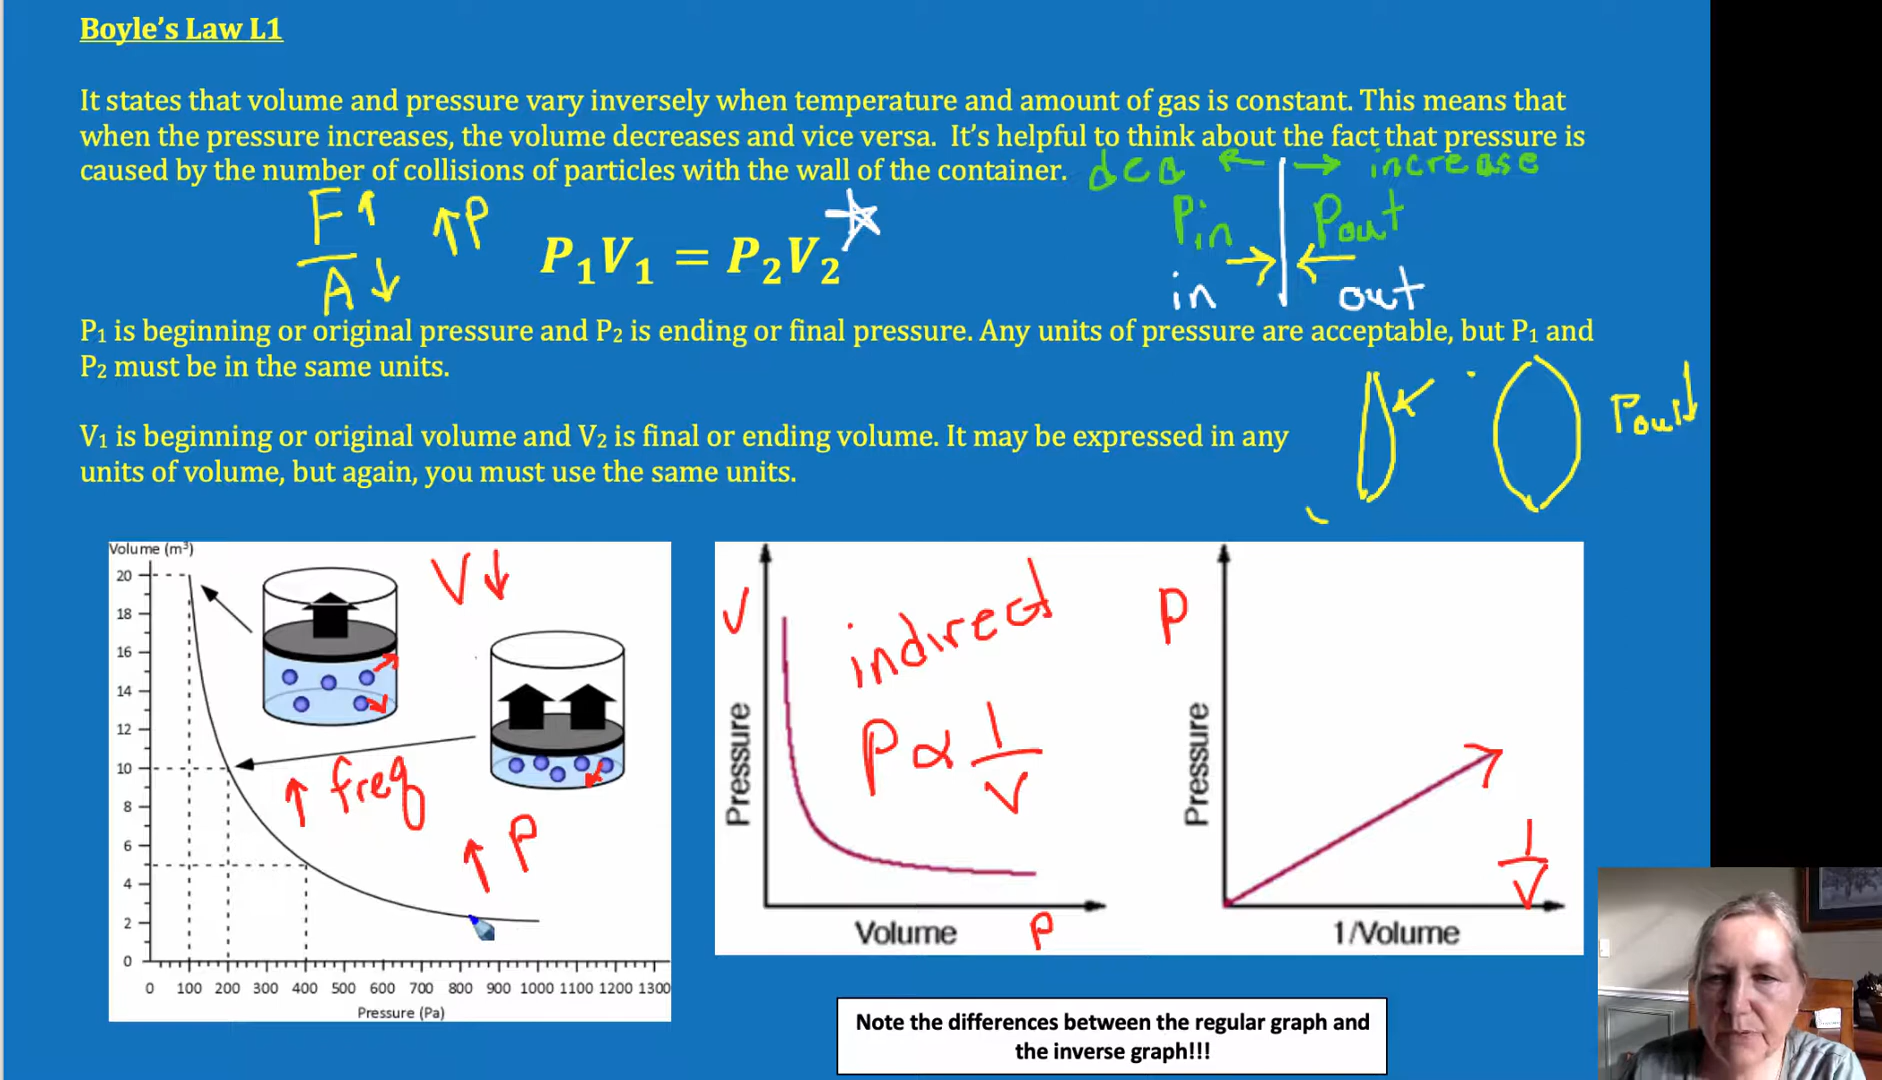 Boyle's Law L1
It states that volume and pressure vary inversely when temperature and amount of gas is constant. This means that
when the pressure increases, the volume decreases and vice versa. It's helpful to think about the fact that pressure is
caused by the number of collisions of particles with the wall of the container.
dec ← → increase
F↑
A↓
↑P
P₁V₁ = P₂V₂
Pin Pout
in out
P₁ is beginning or original pressure and P₂ is ending or final pressure. Any units of pressure are acceptable, but P₁ and
P₂ must be in the same units.
Pout↓
V₁ is beginning or original volume and V₂ is final or ending volume. It may be expressed in any
units of volume, but again, you must use the same units.
Volume (m³)
V↓
20
18
16
14
12
10
8
6
4
2
0
↑ freq
↑ P
0 100 200 300 400 500 600 700 800 900 1000 1100 1200 1300
Pressure (Pa)
V
indirect
P ∝ 1/V
Pressure
Volume
P
P
Pressure
1/V
1/Volume
Note the differences between the regular graph and
the inverse graph!!!